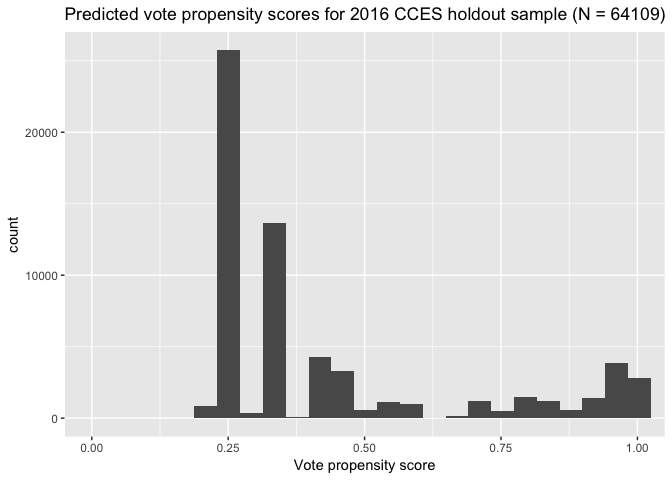 Predicted vote propensity scores for 2016 CCES holdout sample (N = 64109)
20000
10000
0
count
0.00 0.25 0.50 0.75 1.00
Vote propensity score